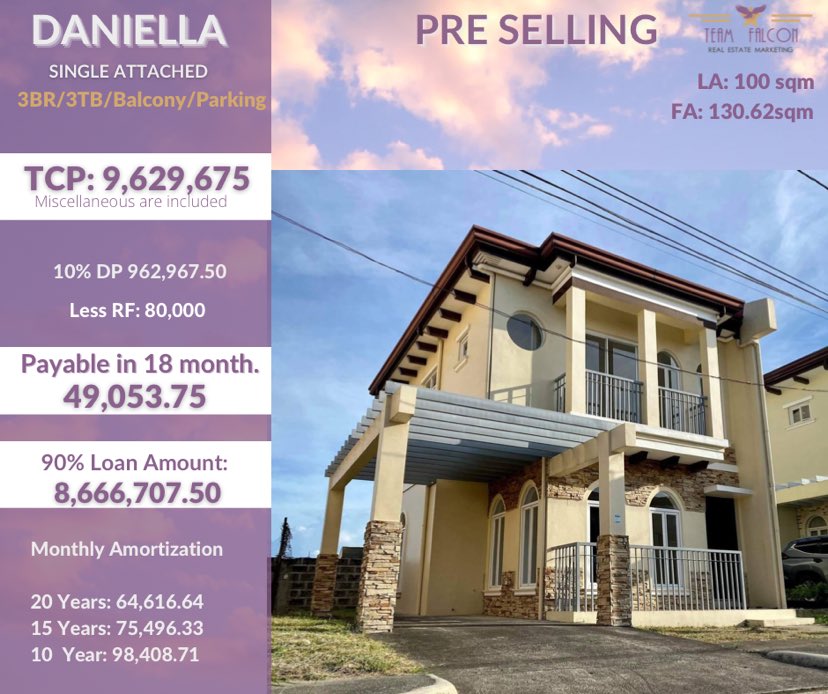 DANIELLA
SINGLE ATTACHED
3BR/3TB/Balcony/Parking
PRE SELLING
TEAM FALCON
REAL ESTATE MARKETING
LA: 100 sqm
FA: 130.62sqm
TCP: 9,629,675
Miscellaneous are included
10% DP 962,967.50
Less RF: 80,000
Payable in 18 month.
49,053.75
90% Loan Amount:
8,666,707.50
Monthly Amortization
20 Years: 64,616.64
15 Years: 75,496.33
10 Year: 98,408.71